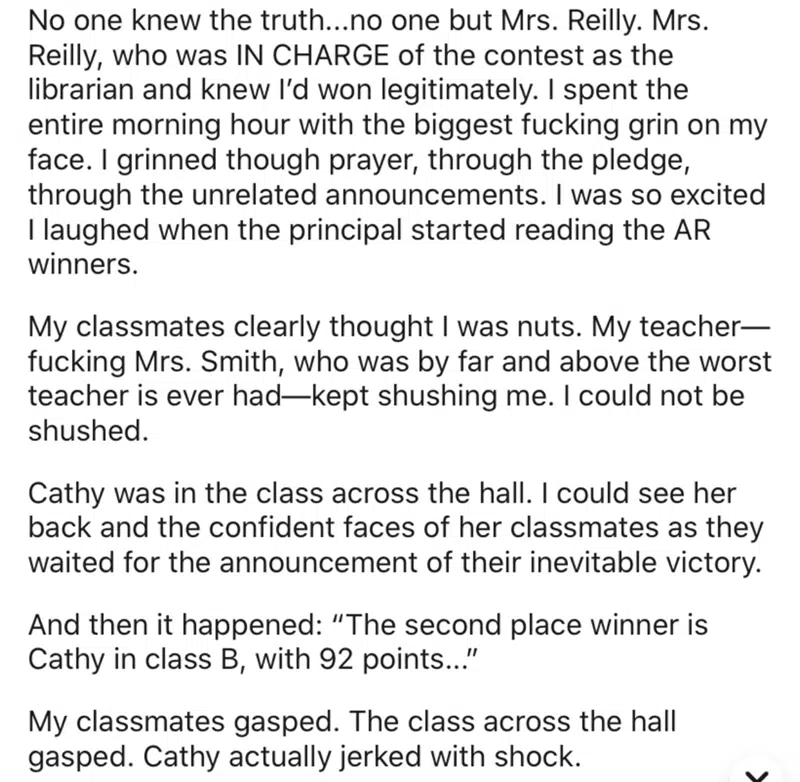 No one knew the truth...no one but Mrs. Reilly. Mrs.
Reilly, who was IN CHARGE of the contest as the
librarian and knew I’d won legitimately. I spent the
entire morning hour with the biggest fucking grin on my
face. I grinned though prayer, through the pledge,
through the unrelated announcements. I was so excited
I laughed when the principal started reading the AR
winners.
My classmates clearly thought I was nuts. My teacher—
fucking Mrs. Smith, who was by far and above the worst
teacher is ever had—kept shushing me. I could not be
shushed.
Cathy was in the class across the hall. I could see her
back and the confident faces of her classmates as they
waited for the announcement of their inevitable victory.
And then it happened: “The second place winner is
Cathy in class B, with 92 points...”
My classmates gasped. The class across the hall
gasped. Cathy actually jerked with shock.